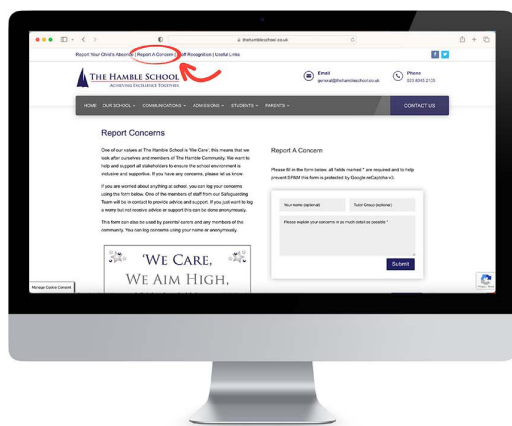 thehambleschool.co.uk
Report Your Child's Absence | Report A Concern | Staff Recognition | Useful Links
THE HAMBLE SCHOOL
ACHIEVING EXCELLENCE TOGETHER
Email
general@thehambleschool.co.uk
Phone
023 8045 2105
HOME OUR SCHOOL COMMUNICATIONS ADMISSIONS STUDENTS PARENTS CONTACT US
Report Concerns
One of our values at The Hamble School is 'We Care', this means that we
look after ourselves and members of The Hamble Community. We want to
help and support all stakeholders to ensure the school environment is
inclusive and supportive. If you have any concerns, please let us know.
If you are worried about anything at school, you can log your concerns
using the form below. One of the members of staff from our Safeguarding
Team will be in contact to provide advice and support. If you just want to log
a worry but not receive advice or support this can be done anonymously.
This form can also be used by parental carers and any members of the
community. You can log concerns using your name or anonymously.
'WE CARE,
WE AIM HIGH,
Report A Concern
Please fill in the form below, all fields named * are required and to help
prevent SPAM this form is protected by Google reCaptcha v3.
Your name (optional)
Tutor Group (optional)
Please explain your concerns in as much detail as possible *
Submit
Manage Cookie Consent